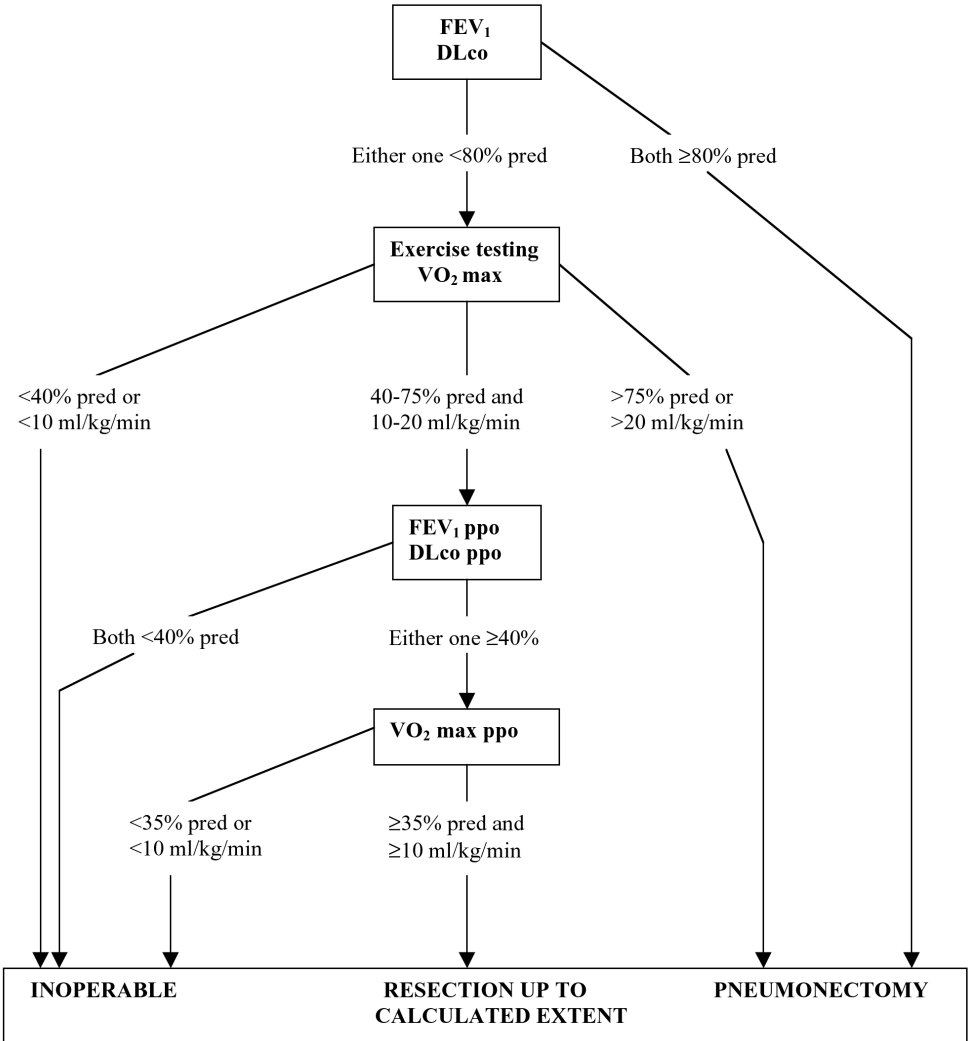 FEV₁
DLco
Either one <80% pred
Both ≥80% pred
Exercise testing
VO₂ max
<40% pred or
<10 ml/kg/min
40-75% pred and
10-20 ml/kg/min
>75% pred or
>20 ml/kg/min
FEV₁ ppo
DLco ppo
Both <40% pred
Either one ≥40%
VO₂ max ppo
<35% pred or
<10 ml/kg/min
≥35% pred and
≥10 ml/kg/min
INOPERABLE
RESECTION UP TO
CALCULATED EXTENT
PNEUMONECTOMY